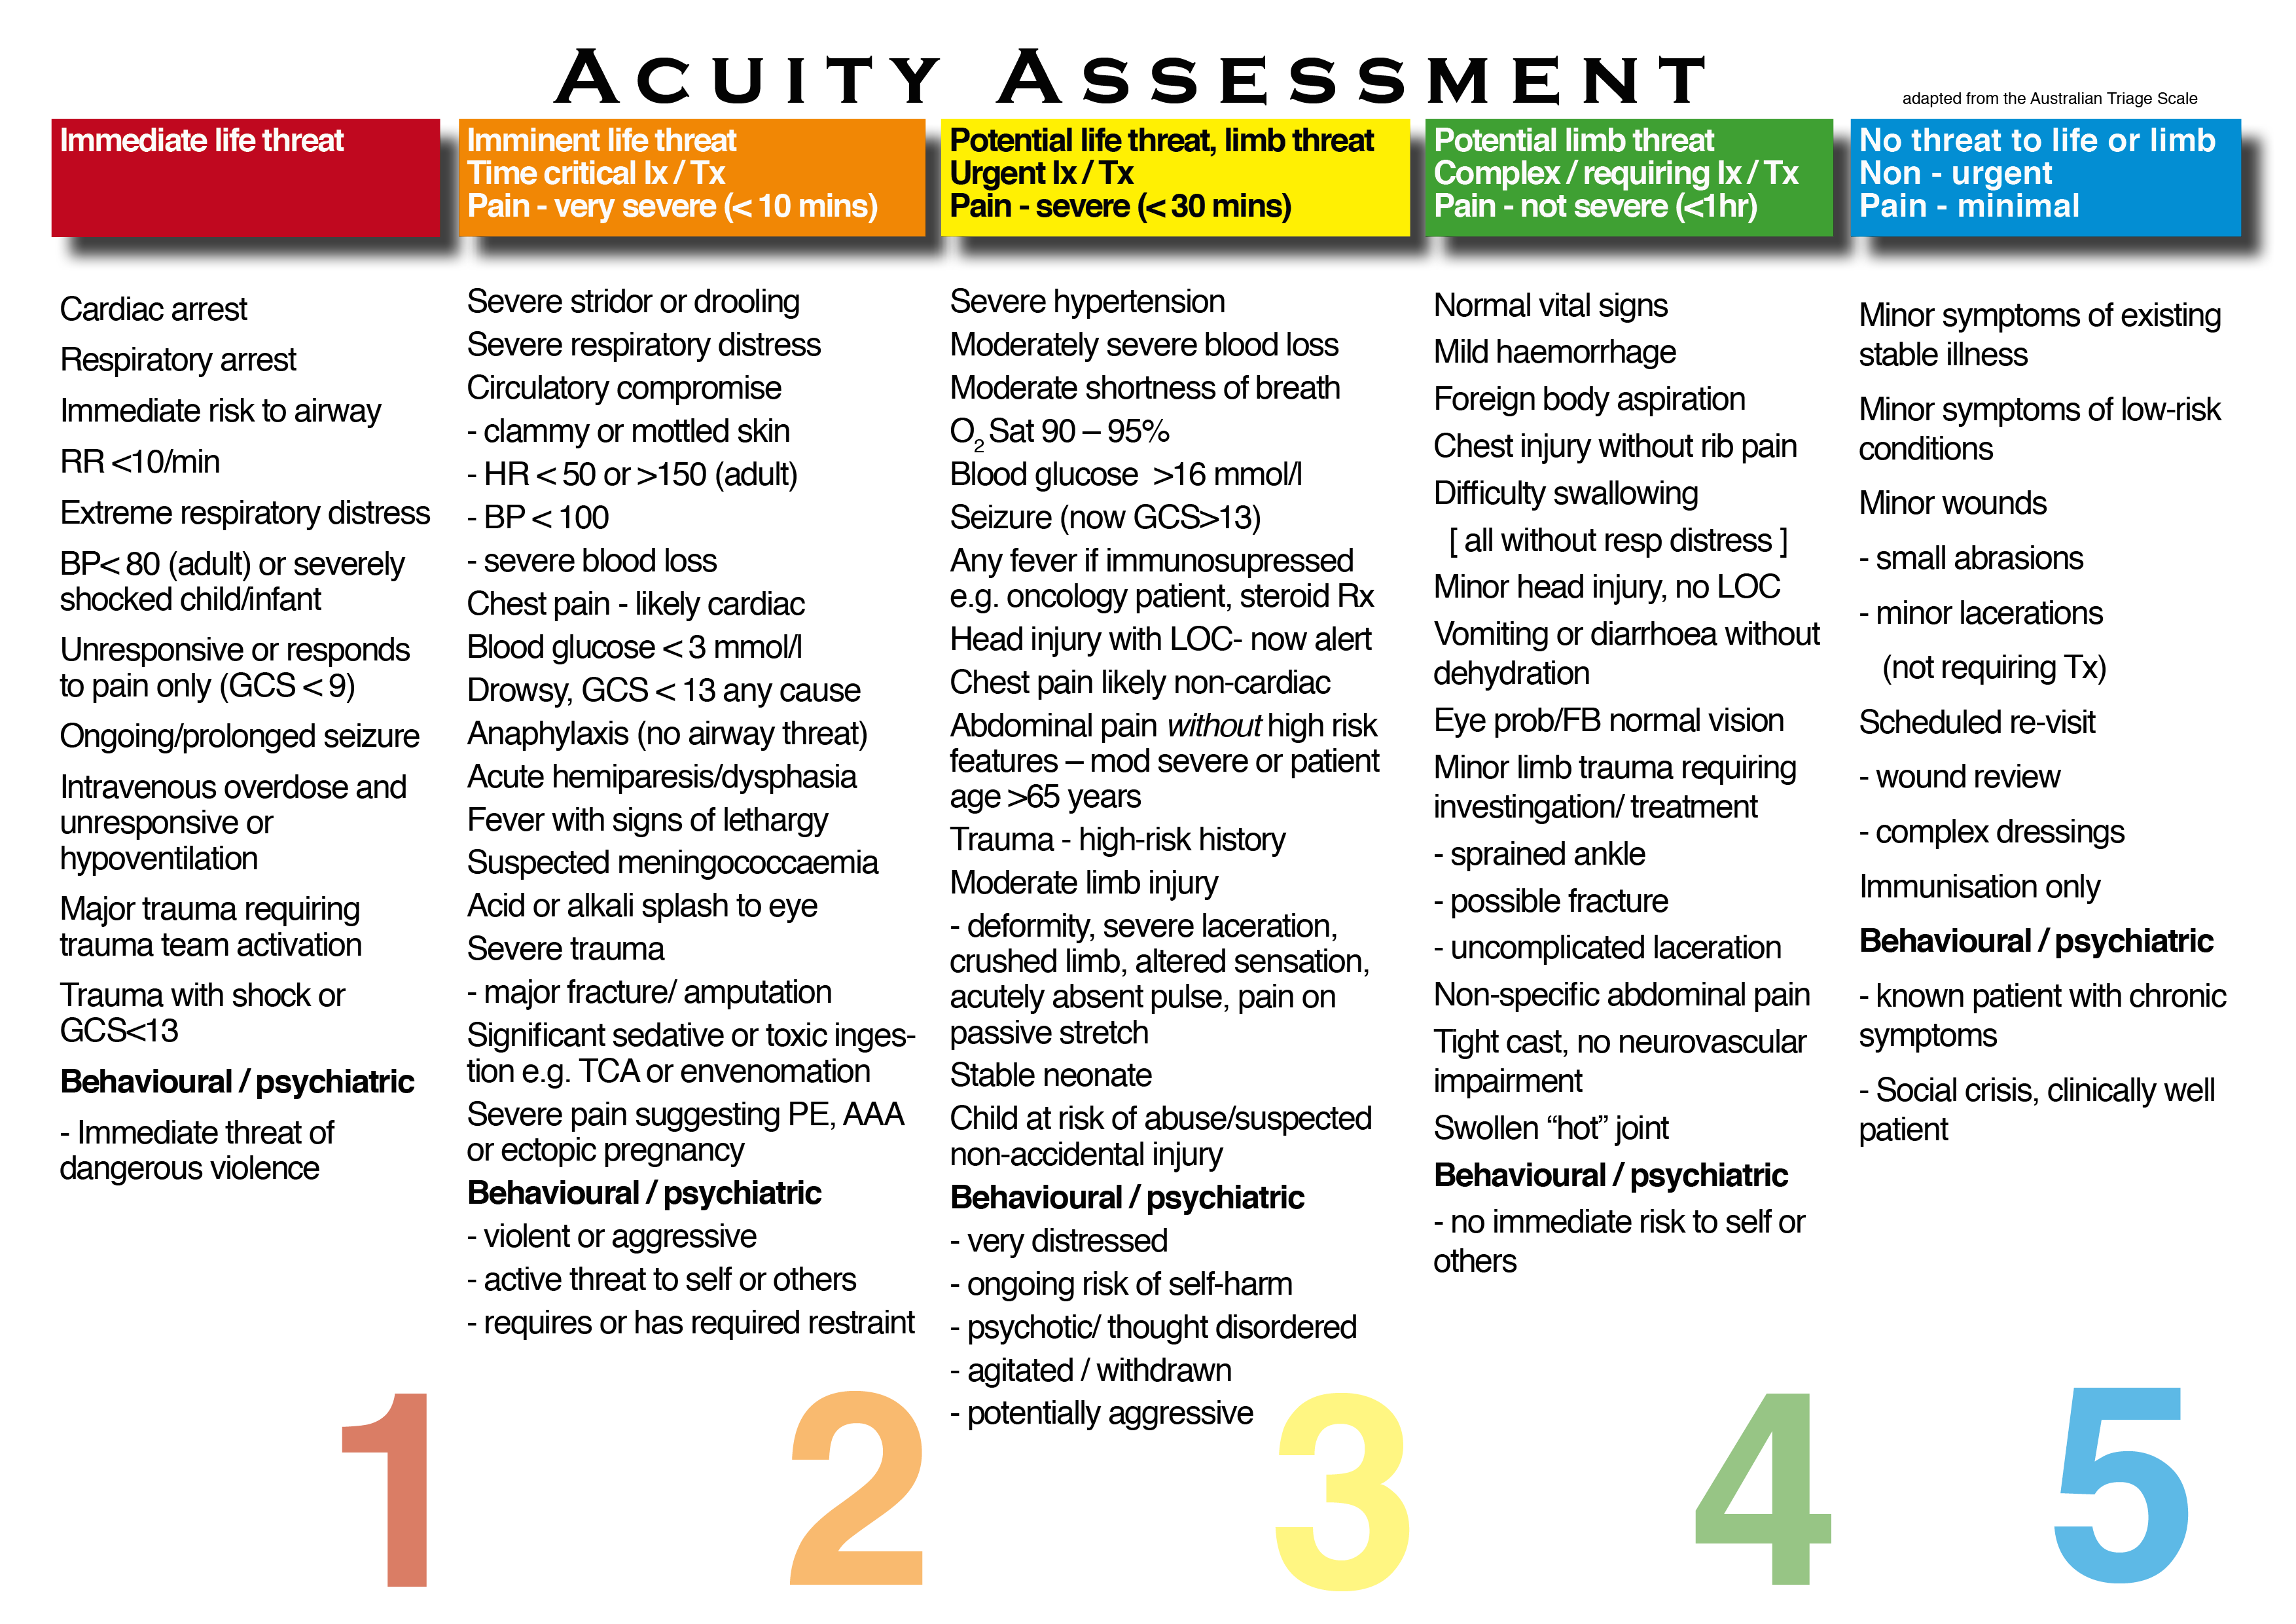 ACUITY ASSESSMENT
adapted from the Australian Triage Scale
Immediate life threat
Cardiac arrest
Respiratory arrest
Immediate risk to airway
RR <10/min
Extreme respiratory distress
BP< 80 (adult) or severely
shocked child/infant
Unresponsive or responds
to pain only (GCS < 9)
Ongoing/prolonged seizure
Intravenous overdose and
unresponsive or
hypoventilation
Major trauma requiring
trauma team activation
Trauma with shock or
GCS<13
Behavioural / psychiatric
- Immediate threat of
dangerous violence
1
Imminent life threat
Time critical Ix / Tx
Pain - very severe (< 10 mins)
Severe stridor or drooling
Severe respiratory distress
Circulatory compromise
- clammy or mottled skin
- HR < 50 or >150 (adult)
- BP < 100
- severe blood loss
Chest pain - likely cardiac
Blood glucose < 3 mmol/l
Drowsy, GCS < 13 any cause
Anaphylaxis (no airway threat)
Acute hemiparesis/dysphasia
Fever with signs of lethargy
Suspected meningococcaemia
Acid or alkali splash to eye
Severe trauma
- major fracture/ amputation
Significant sedative or toxic inges-
tion e.g. TCA or envenomation
Severe pain suggesting PE, AAA
or ectopic pregnancy
Behavioural / psychiatric
- violent or aggressive
- active threat to self or others
- requires or has required restraint
2
Potential life threat, limb threat
Urgent Ix / Tx
Pain - severe (< 30 mins)
Severe hypertension
Moderately severe blood loss
Moderate shortness of breath
O2 Sat 90 – 95%
Blood glucose >16 mmol/l
Seizure (now GCS>13)
Any fever if immunosupressed
e.g. oncology patient, steroid Rx
Head injury with LOC- now alert
Chest pain likely non-cardiac
Abdominal pain without high risk
features – mod severe or patient
age >65 years
Trauma - high-risk history
Moderate limb injury
- deformity, severe laceration,
crushed limb, altered sensation,
acutely absent pulse, pain on
passive stretch
Stable neonate
Child at risk of abuse/suspected
non-accidental injury
Behavioural / psychiatric
- very distressed
- ongoing risk of self-harm
- psychotic/ thought disordered
- agitated / withdrawn
- potentially aggressive
3
Potential limb threat
Complex / requiring Ix / Tx
Pain - not severe (<1hr)
Normal vital signs
Mild haemorrhage
Foreign body aspiration
Chest injury without rib pain
Difficulty swallowing
[ all without resp distress ]
Minor head injury, no LOC
Vomiting or diarrhoea without
dehydration
Eye prob/FB normal vision
Minor limb trauma requiring
investingation/ treatment
- sprained ankle
- possible fracture
- uncomplicated laceration
Non-specific abdominal pain
Tight cast, no neurovascular
impairment
Swollen “hot” joint
Behavioural / psychiatric
- no immediate risk to self or
others
4
No threat to life or limb
Non - urgent
Pain - minimal
Minor symptoms of existing
stable illness
Minor symptoms of low-risk
conditions
Minor wounds
- small abrasions
- minor lacerations
(not requiring Tx)
Scheduled re-visit
- wound review
- complex dressings
Immunisation only
Behavioural / psychiatric
- known patient with chronic
symptoms
- Social crisis, clinically well
patient
5